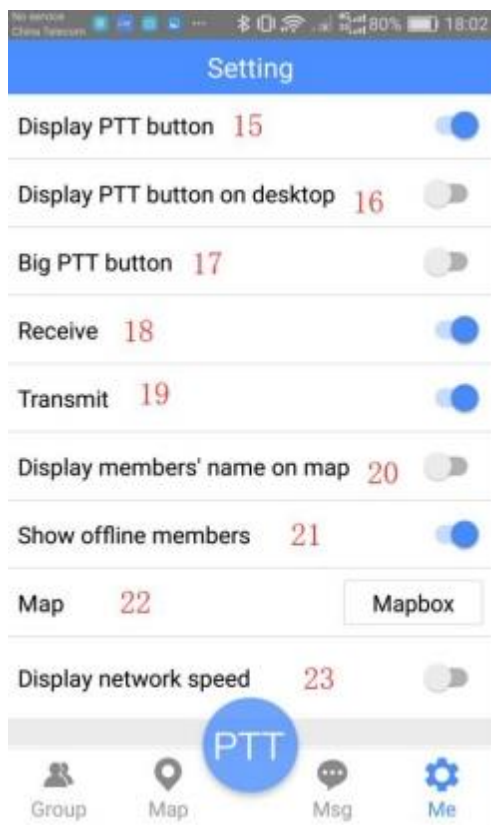 No service
China Telecom 80% 18:02
Setting
Display PTT button 15
Display PTT button on desktop 16
Big PTT button 17
Receive 18
Transmit 19
Display members' name on map 20
Show offline members 21
Map 22 Mapbox
Display network speed 23
PTT
Group Map Msg Me